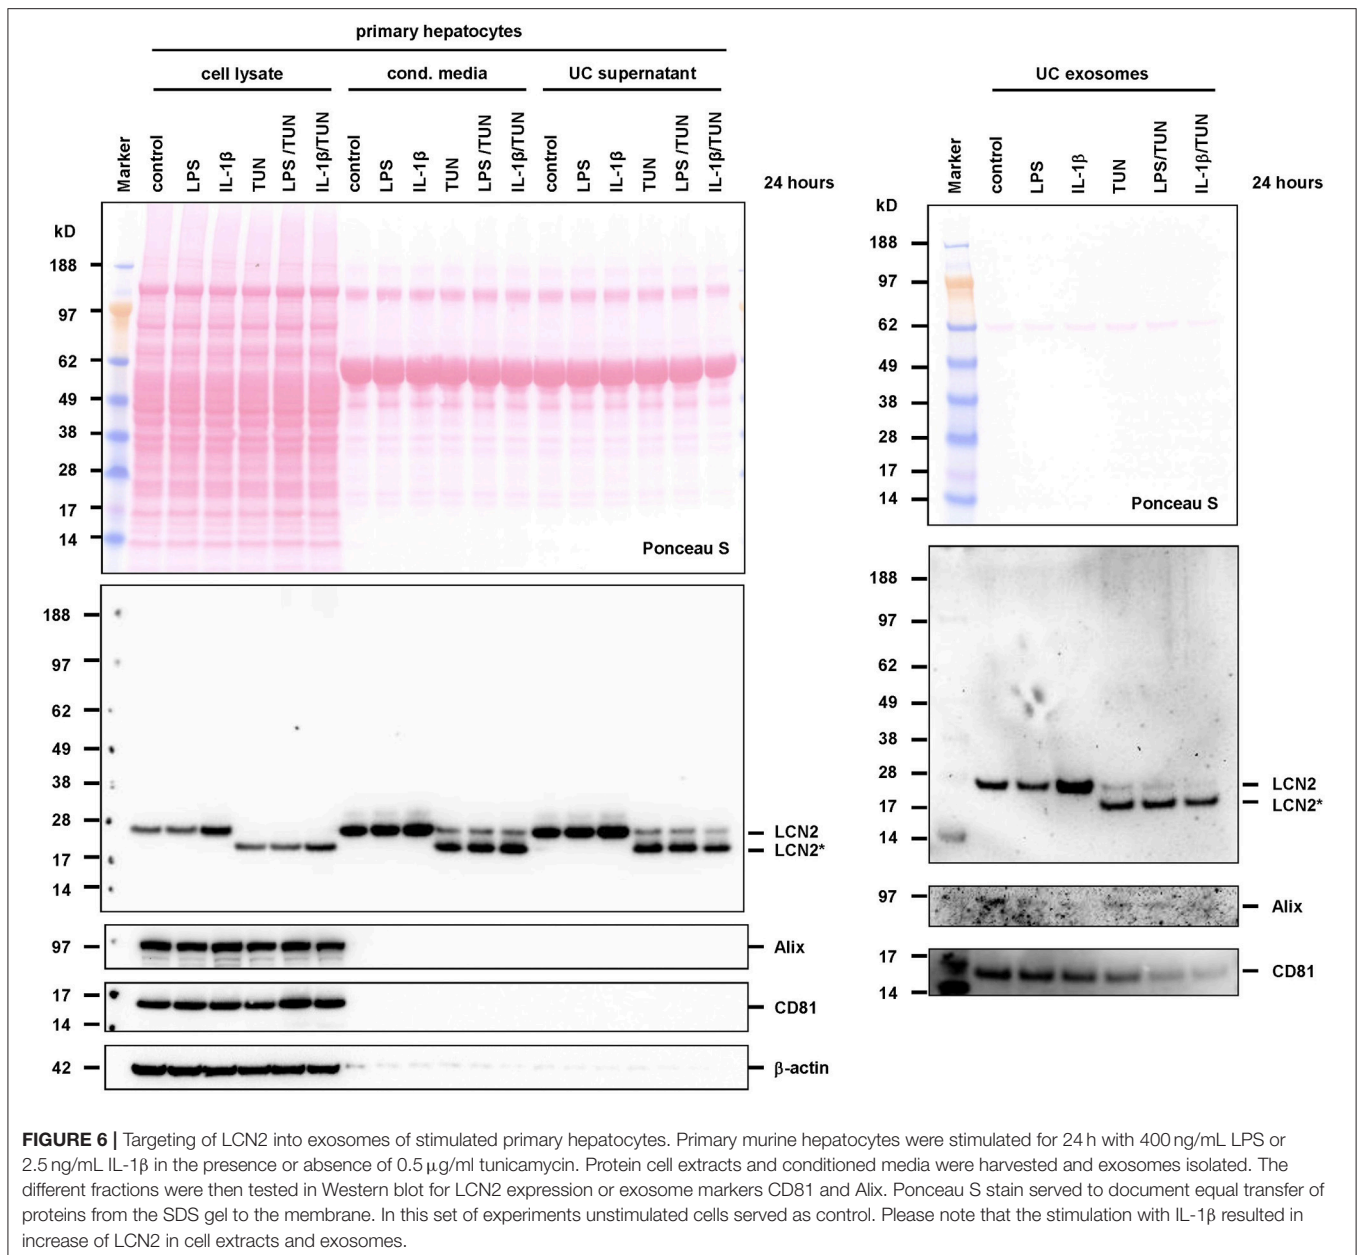 primary hepatocytes
cell lysate
cond. media
UC supernatant
Marker
control
LPS
IL-1β
TUN
LPS /TUN
IL-1β/TUN
control
LPS
IL-1β
TUN
LPS /TUN
IL-1β/TUN
control
LPS
IL-1β
TUN
LPS /TUN
IL-1β/TUN
24 hours
kD
188
97
62
49
38
28
17
14
Ponceau S
188
97
62
49
38
28
17
14
LCN2
LCN2*
97
Alix
17
14
CD81
42
β-actin
UC exosomes
Marker
control
LPS
IL-1β
TUN
LPS/TUN
IL-1β/TUN
24 hours
kD
188
97
62
49
38
28
17
14
Ponceau S
188
97
62
49
38
28
17
14
LCN2
LCN2*
97
Alix
17
14
CD81
FIGURE 6 | Targeting of LCN2 into exosomes of stimulated primary hepatocytes. Primary murine hepatocytes were stimulated for 24 h with 400 ng/mL LPS or
2.5 ng/mL IL-1β in the presence or absence of 0.5 μg/ml tunicamycin. Protein cell extracts and conditioned media were harvested and exosomes isolated. The
different fractions were then tested in Western blot for LCN2 expression or exosome markers CD81 and Alix. Ponceau S stain served to document equal transfer of
proteins from the SDS gel to the membrane. In this set of experiments unstimulated cells served as control. Please note that the stimulation with IL-1β resulted in
increase of LCN2 in cell extracts and exosomes.